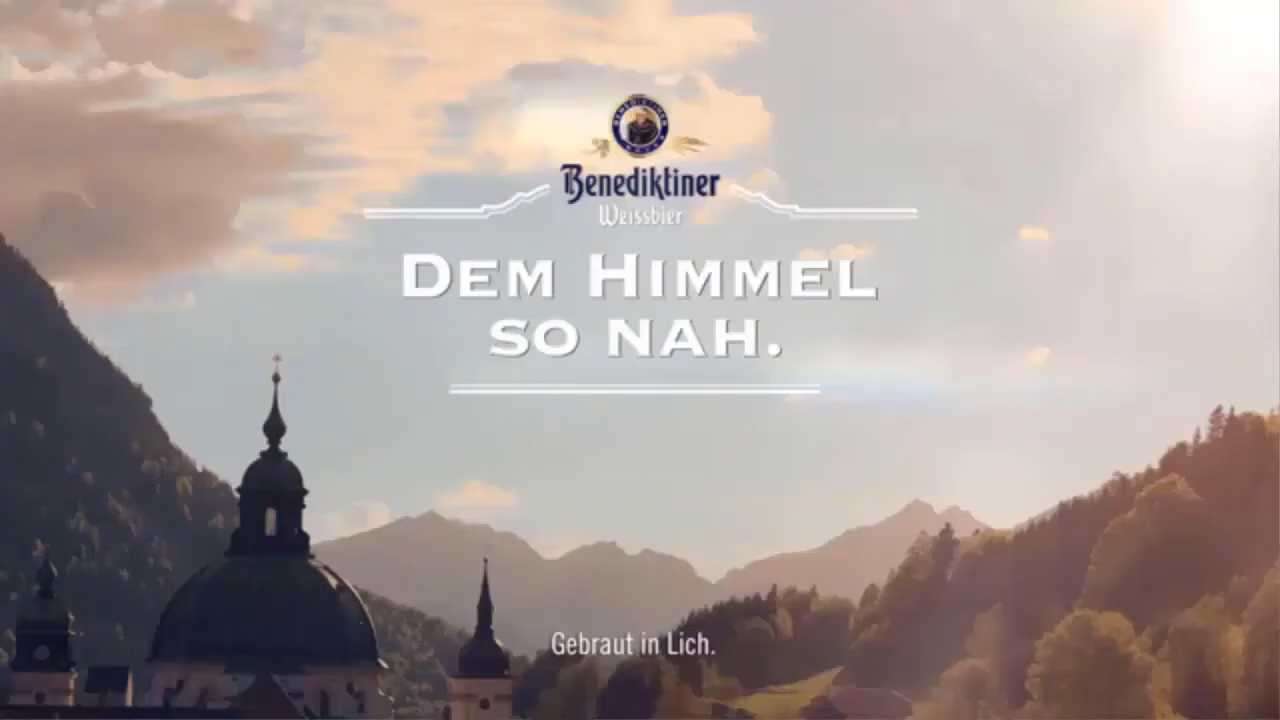 Benediktiner
Weissbier
DEM HIMMEL
SO NAH.
Gebraut in Lich.